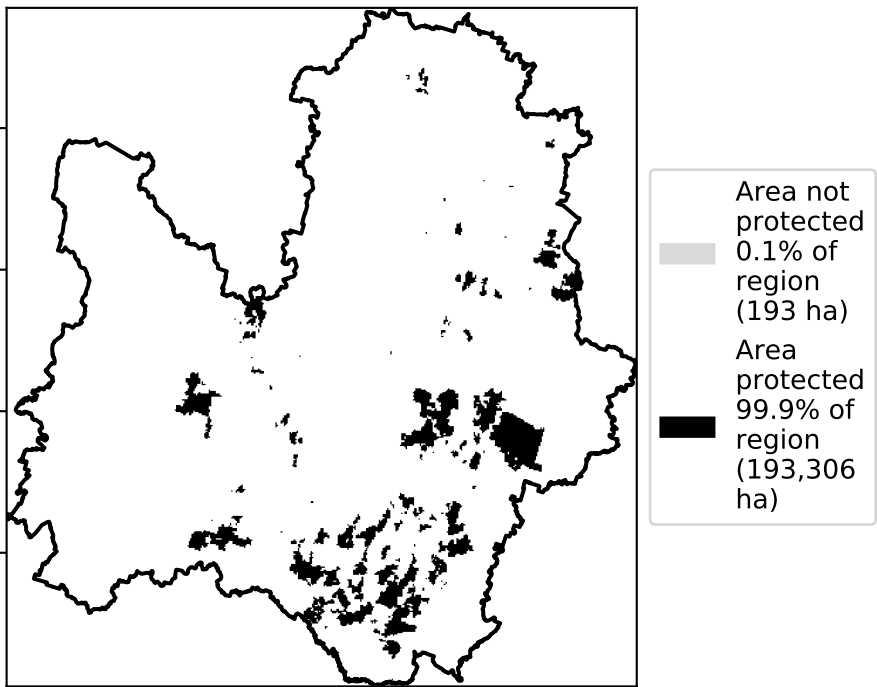 Area not
protected
0.1% of
region
(193 ha)
Area
protected
99.9% of
region
(193,306
ha)